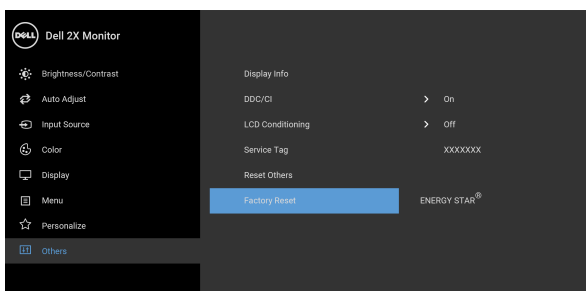 DELL Dell 2X Monitor
Brightness/Contrast
Auto Adjust
Input Source
Color
Display
Menu
Personalize
Others
Display Info
DDC/CI > On
LCD Conditioning > Off
Service Tag XXXXXXX
Reset Others
Factory Reset ENERGY STAR®